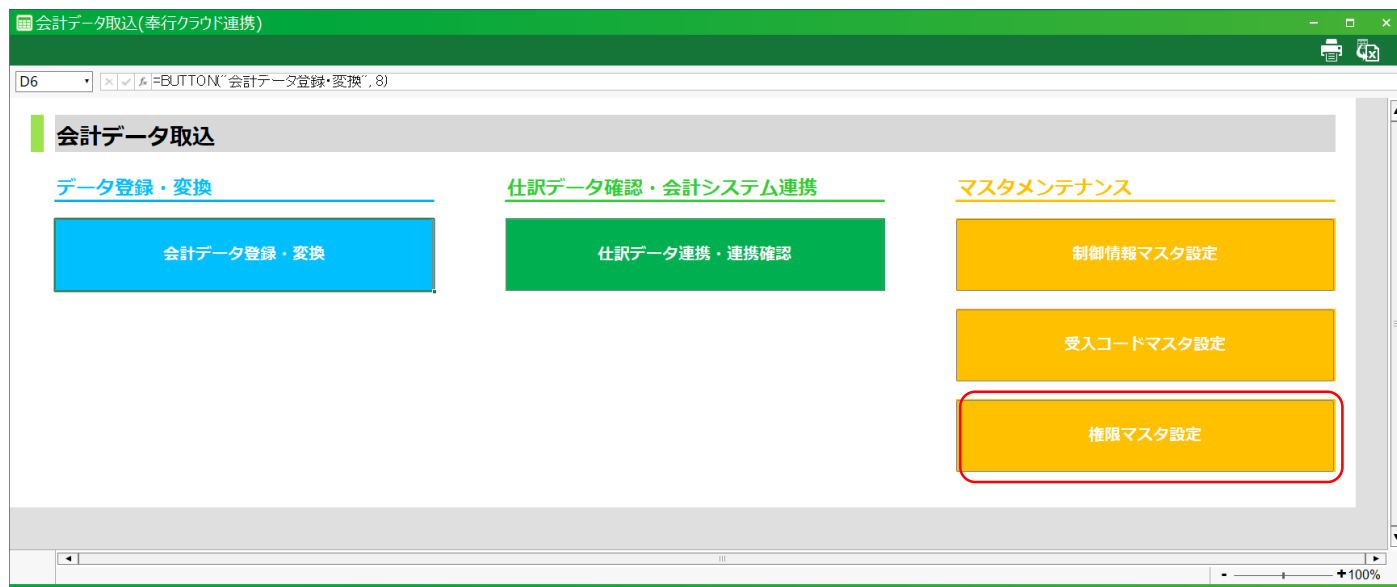 会計データ取込(奉行クラウド連携)
D6
fx =BUTTON("会計データ登録・変換", 8)
会計データ取込
データ登録・変換
仕訳データ確認・会計システム連携
マスタメンテナンス
会計データ登録・変換
仕訳データ連携・連携確認
制御情報マスタ設定
受入コードマスタ設定
権限マスタ設定
100%